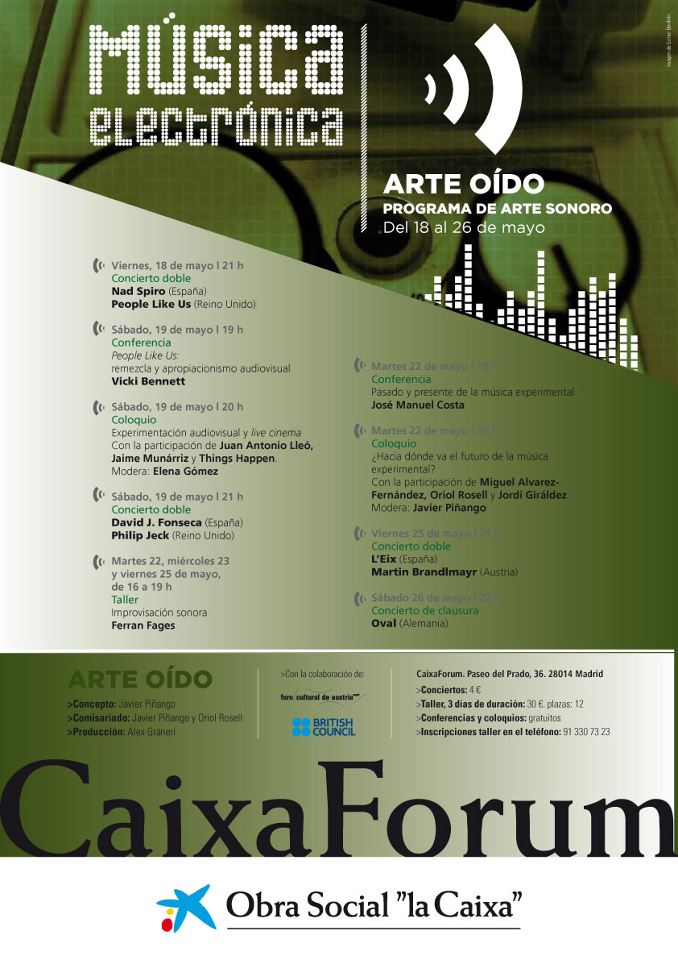 Música
electrónica
ARTE OÍDO
PROGRAMA DE ARTE SONORO
Del 18 al 26 de mayo
Viernes, 18 de mayo | 21 h
Concierto doble
Nad Spiro (España)
People Like Us (Reino Unido)
Sábado, 19 de mayo | 19 h
Conferencia
People Like Us:
remezcla y apropiacionismo audiovisual
Vicki Bennett
Sábado, 19 de mayo | 20 h
Coloquio
Experimentación audiovisual y live cinema
Con la participación de Juan Antonio Lleó,
Jaime Munárriz y Things Happen.
Modera: Elena Gómez
Sábado, 19 de mayo | 21 h
Concierto doble
David J. Fonseca (España)
Philip Jeck (Reino Unido)
Martes 22, miércoles 23
y viernes 25 de mayo,
de 16 a 19 h
Taller
Improvisación sonora
Ferran Fages
Martes 22 de mayo | 19 h
Conferencia
Pasado y presente de la música experimental
José Manuel Costa
Martes 22 de mayo | 20 h
Coloquio
¿Hacia dónde va el futuro de la música
experimental?
Con la participación de Miguel Alvarez-
Fernández, Oriol Rosell y Jordi Giráldez.
Modera: Javier Piñango
Viernes 25 de mayo | 21 h
Concierto doble
L'Eix (España)
Martin Brandlmayr (Austria)
Sábado 26 de mayo | 22 h
Concierto de clausura
Oval (Alemania)
ARTE OÍDO
>Concepto: Javier Piñango
>Comisariado: Javier Piñango y Oriol Rosell
>Producción: Alex Graneri
>Con la colaboración de:
foro cultural de austria
BRITISH
COUNCIL
CaixaForum. Paseo del Prado, 36. 28014 Madrid
>Conciertos: 4 €
>Taller, 3 días de duración: 30 €. plazas: 12
>Conferencias y coloquios: gratuitos
>Inscripciones taller en el teléfono: 91 330 73 23
CaixaForum
Obra Social "la Caixa"